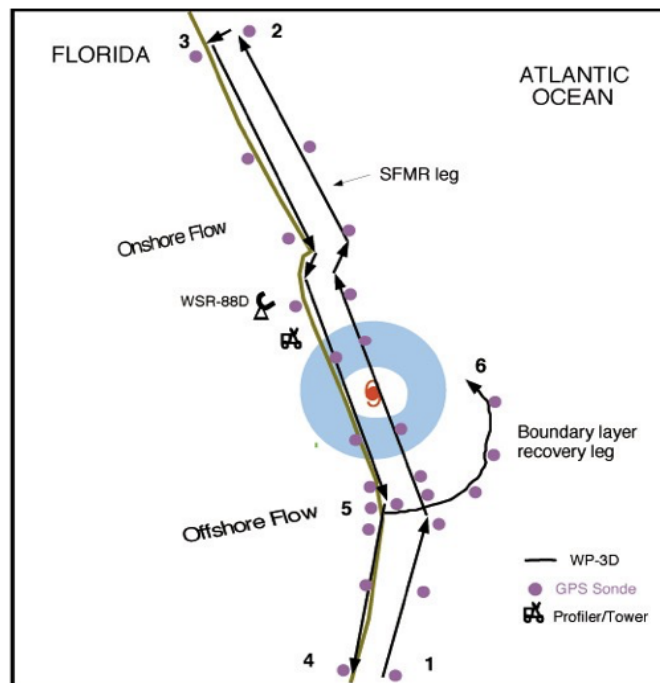 3
2
FLORIDA
ATLANTIC
OCEAN
SFMR leg
Onshore Flow
WSR-88D
6
Boundary layer
recovery leg
5
Offshore Flow
WP-3D
GPS Sonde
Profiler/Tower
4
1